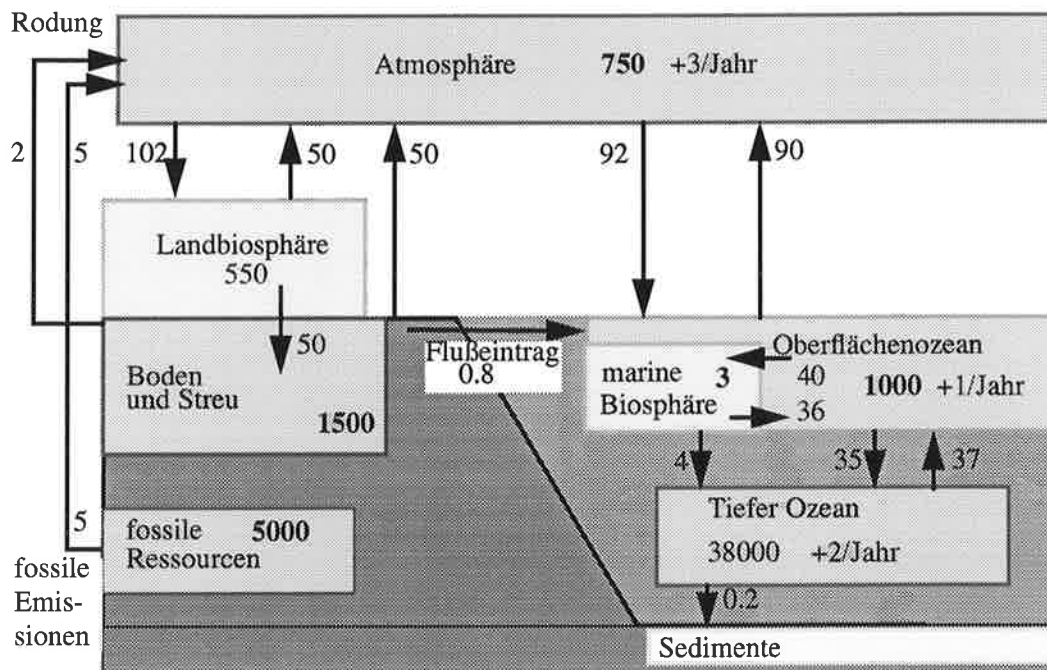 Rodung
Atmosphäre 750 +3/Jahr
2 5 102 50 50 92 90
Landbiosphäre
550
50
Flußeintrag
0.8
Boden
und Streu
1500
Oberflächenozean
marine 3
Biosphäre
40
36
1000 +1/Jahr
4 35 37
5
fossile 5000
Ressourcen
Tiefer Ozean
38000 +2/Jahr
fossile
Emis-
sionen
0.2
Sedimente